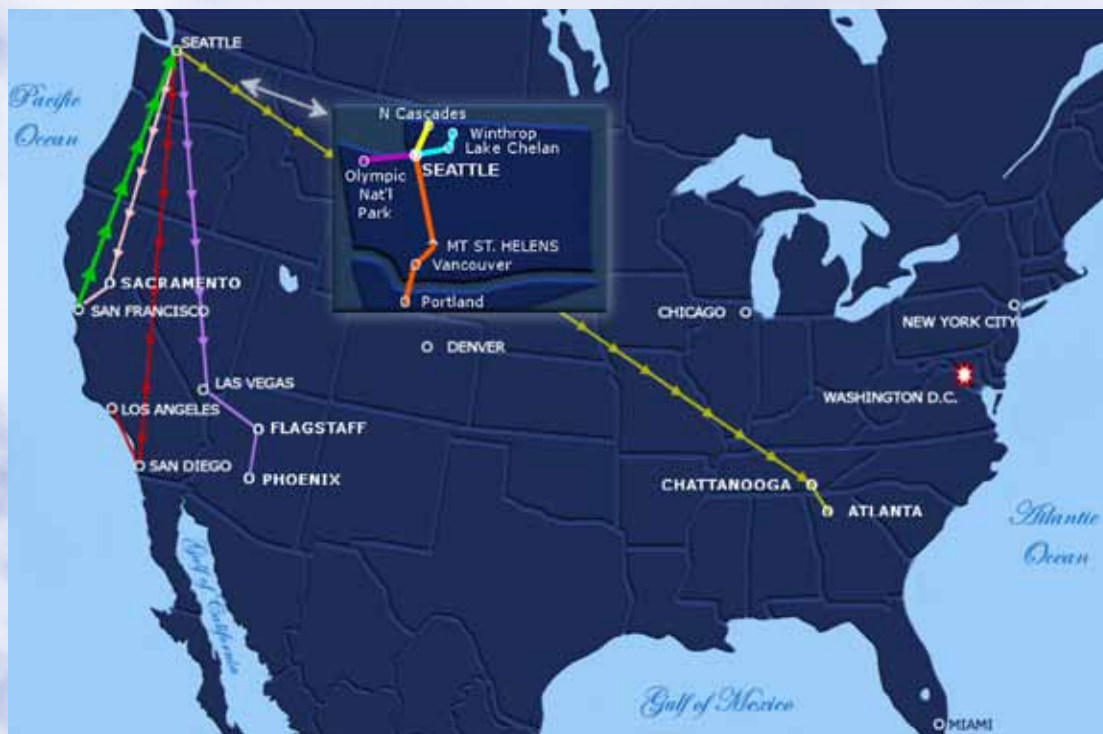 SEATTLE
Pacific
Ocean
N Cascades
Winthrop
Lake Chelan
SEATTLE
Olympic
Nat'l
Park
MT ST. HELENS
Vancouver
Portland
SACRAMENTO
SAN FRANCISCO
CHICAGO
NEW YORK CITY
DENVER
LAS VEGAS
WASHINGTON D.C.
LOS ANGELES
FLAGSTAFF
SAN DIEGO
PHOENIX
CHATTANOOGA
ATLANTA
Atlantic
Ocean
Gulf of California
Gulf of Mexico
MIAMI